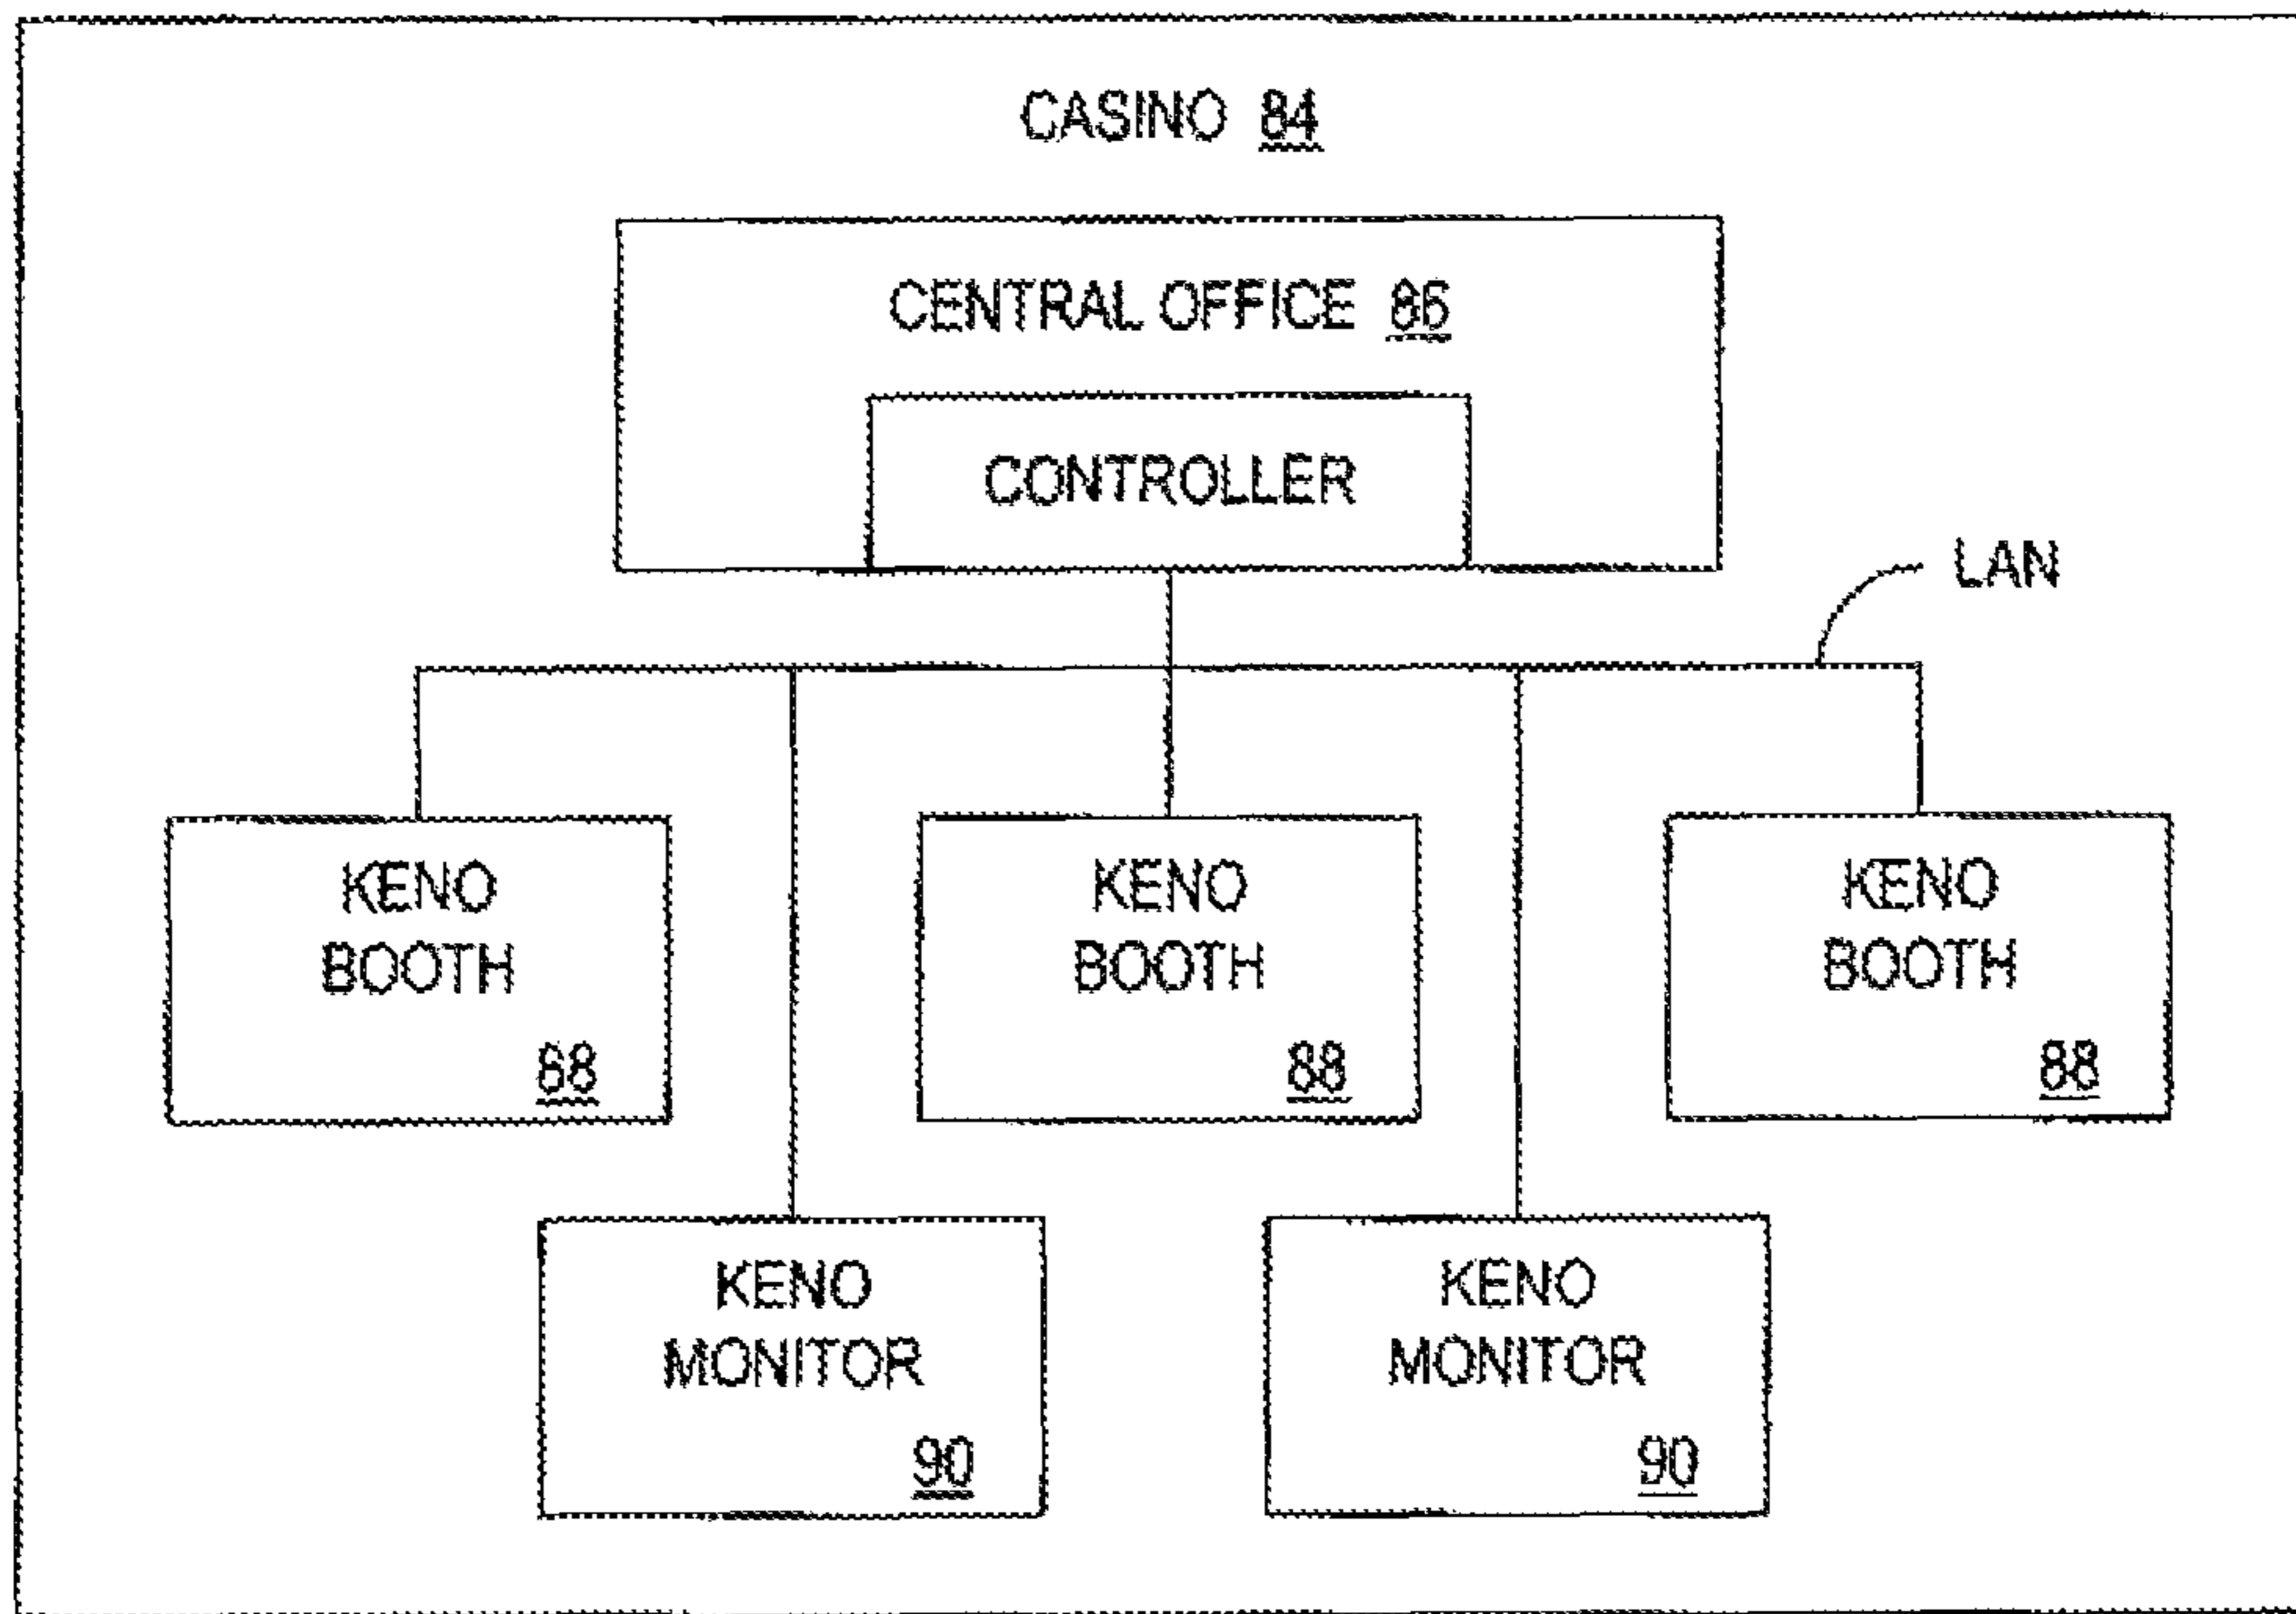 CASINO 84
CENTRAL OFFICE 86
CONTROLLER
LAN
KENO
BOOTH
88
KENO
BOOTH
88
KENO
BOOTH
88
KENO
MONITOR
90
KENO
MONITOR
90